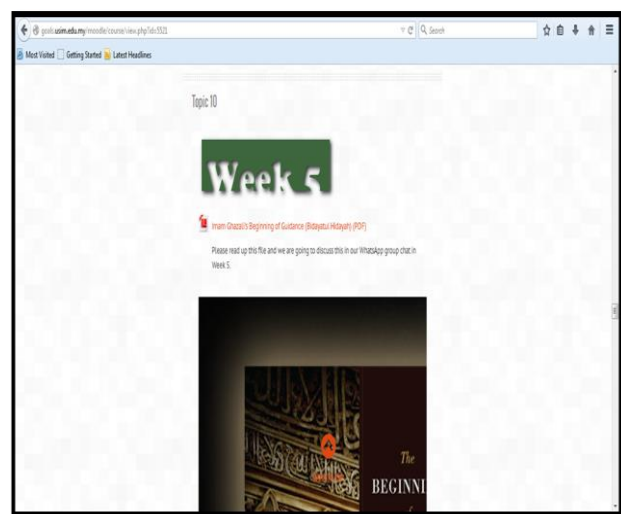 goals.usim.edu.my/moodle/course/view.php?id=5521
Search
Most Visited Getting Started Latest Headlines
Topic 10
Week 5
Imam Ghazali's Beginning of Guidance (Bidayatul Hidayah) (PDF)
Please read up this file and we are going to discuss this in our WhatsApp group chat in
Week 5.
The
BEGINNI